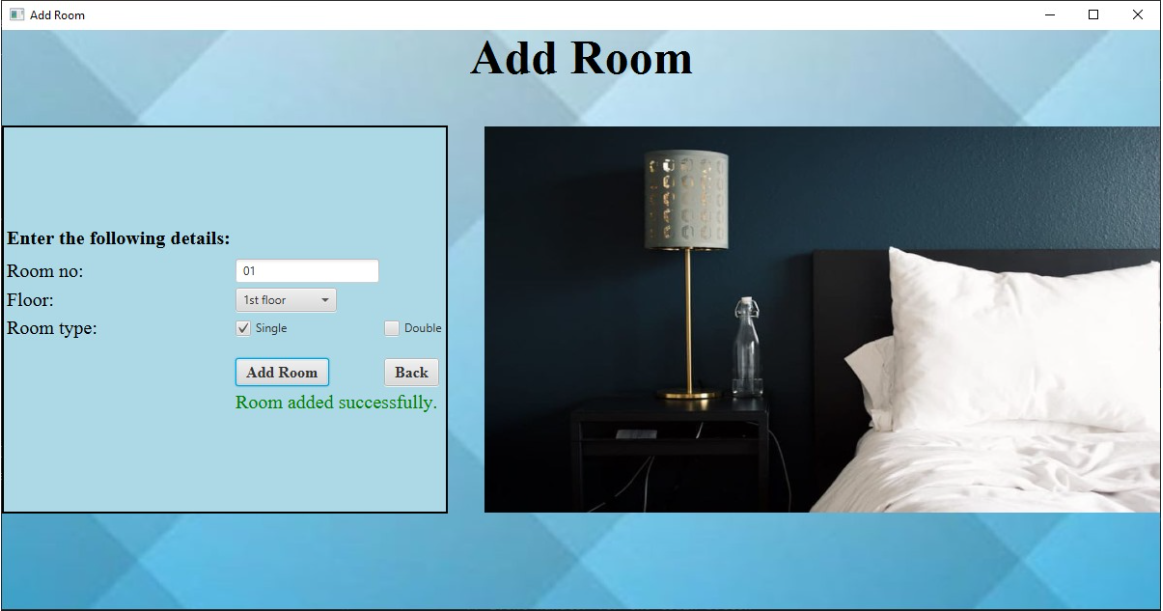 Add Room
Add Room
Enter the following details:
Room no: 01
Floor: 1st floor
Room type: Single Double
Add Room Back
Room added successfully.